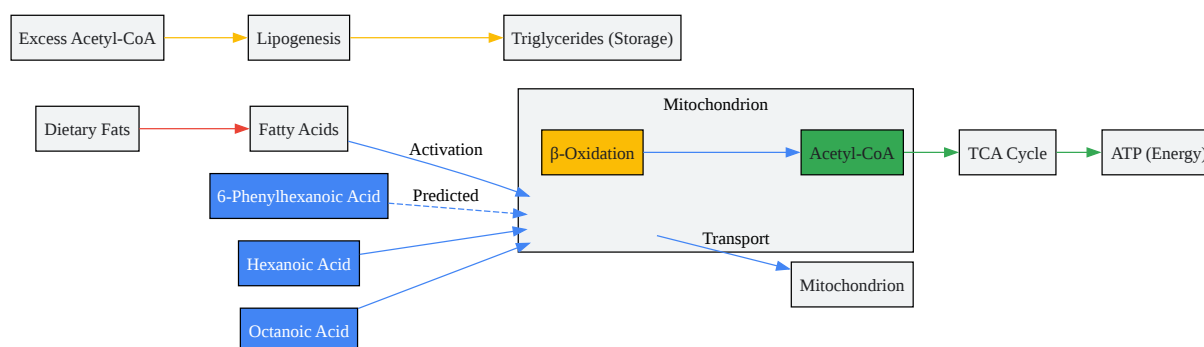 Excess Acetyl-CoA
Lipogenesis
Triglycerides (Storage)
Mitochondrion
Dietary Fats
Fatty Acids
Activation
β-Oxidation
Acetyl-CoA
TCA Cycle
ATP (Energy)
6-Phenylhexanoic Acid
Predicted
Hexanoic Acid
Transport
Mitochondrion
Octanoic Acid